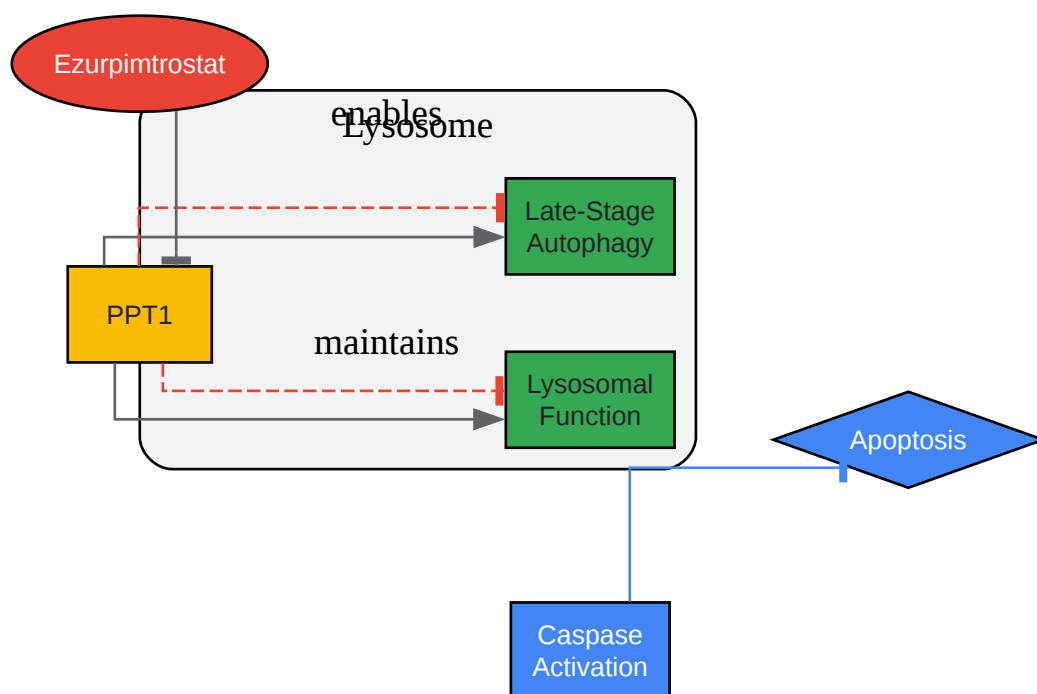 Ezurpimtrostat
enables
Lysosome
Late-Stage
Autophagy
PPT1
maintains
Lysosomal
Function
Apoptosis
Caspase
Activation